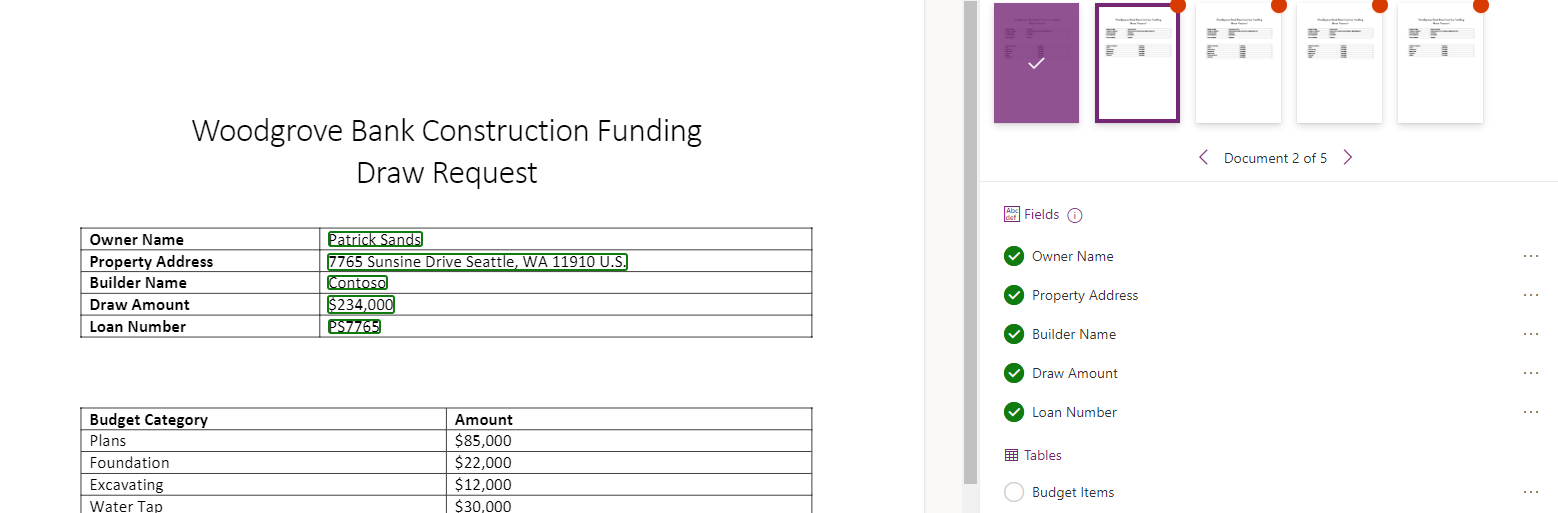 Woodgrove Bank Construction Funding
Draw Request
Owner Name Patrick Sands
Property Address 7765 Sunsine Drive Seattle, WA 11910 U.S.
Builder Name Contoso
Draw Amount $234,000
Loan Number PS7765
Budget Category Amount
Plans $85,000
Foundation $22,000
Excavating $12,000
Water Tap $30,000
Document 2 of 5
Abc
def
Fields
Owner Name
Property Address
Builder Name
Draw Amount
Loan Number
Tables
Budget Items